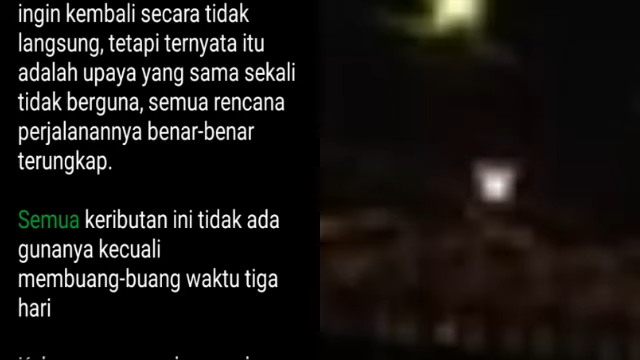 ingin kembali secara tidak
langsung, tetapi ternyata itu
adalah upaya yang sama sekali
tidak berguna, semua rencana
perjalanannya benar-benar
terungkap.
Semua keributan ini tidak ada
gunanya kecuali
membuang-buang waktu tiga
hari